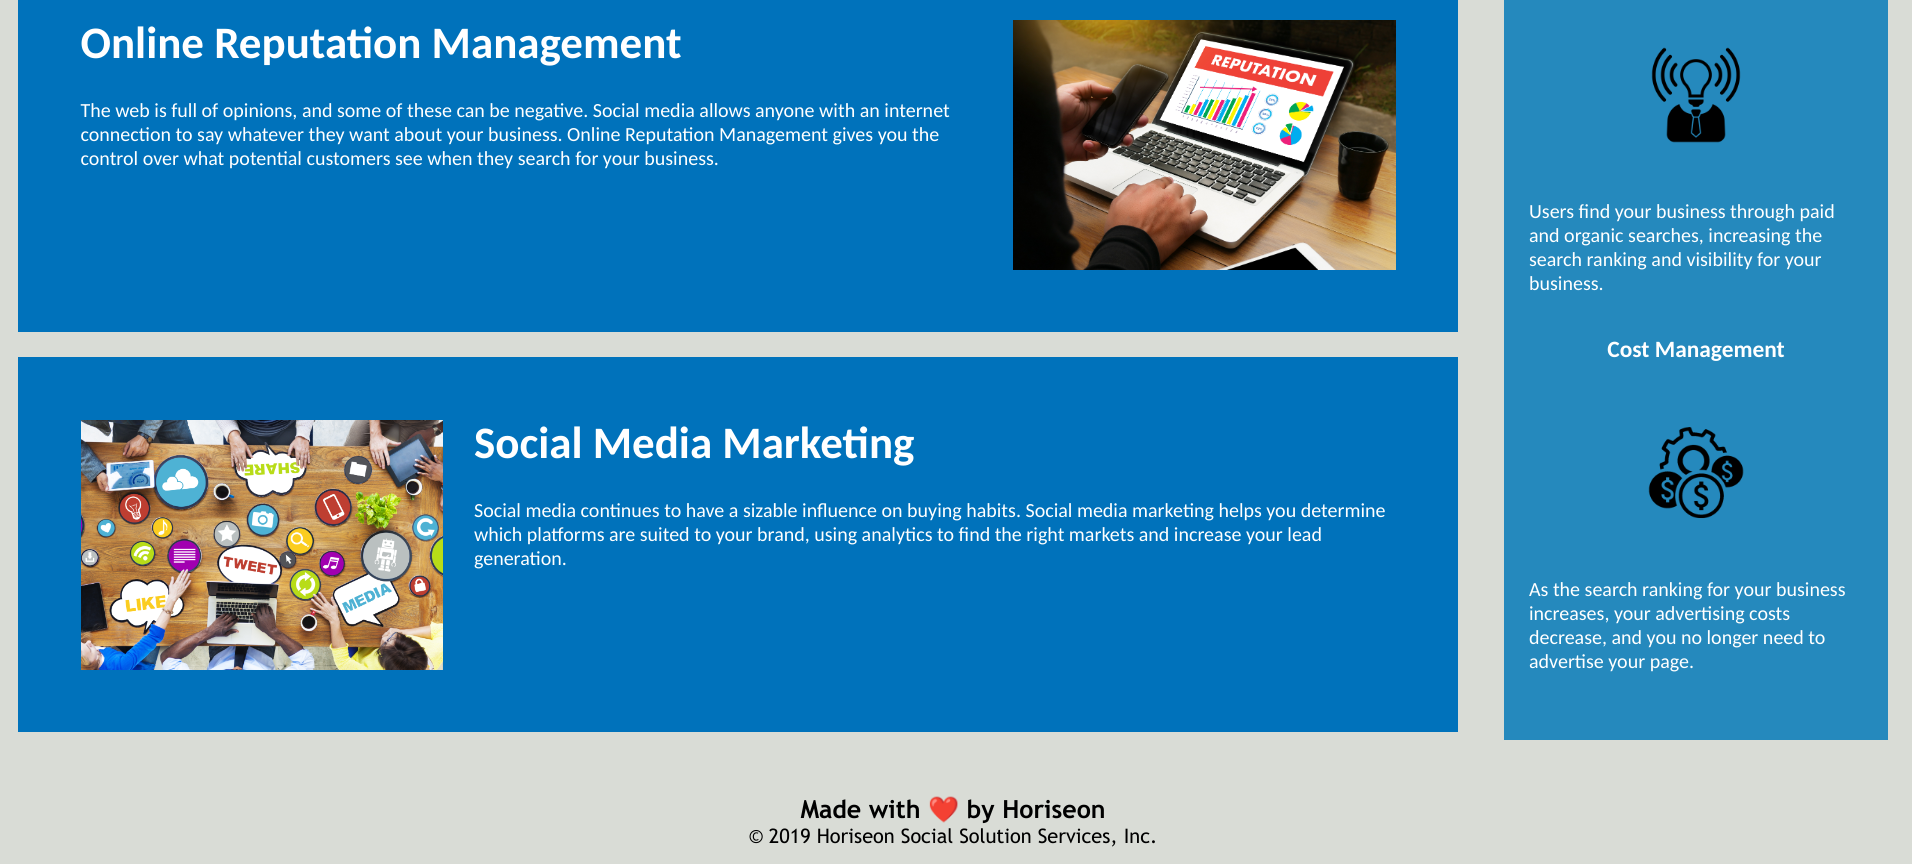 Online Reputation Management
The web is full of opinions, and some of these can be negative. Social media allows anyone with an internet
connection to say whatever they want about your business. Online Reputation Management gives you the
control over what potential customers see when they search for your business.
REPUTATION
Social Media Marketing
Social media continues to have a sizable influence on buying habits. Social media marketing helps you determine
which platforms are suited to your brand, using analytics to find the right markets and increase your lead
generation.
SHARE
TWEET
LIKE
MEDIA
Users find your business through paid
and organic searches, increasing the
search ranking and visibility for your
business.
Cost Management
$
$
$
As the search ranking for your business
increases, your advertising costs
decrease, and you no longer need to
advertise your page.
Made with ❤️ by Horiseon
© 2019 Horiseon Social Solution Services, Inc.